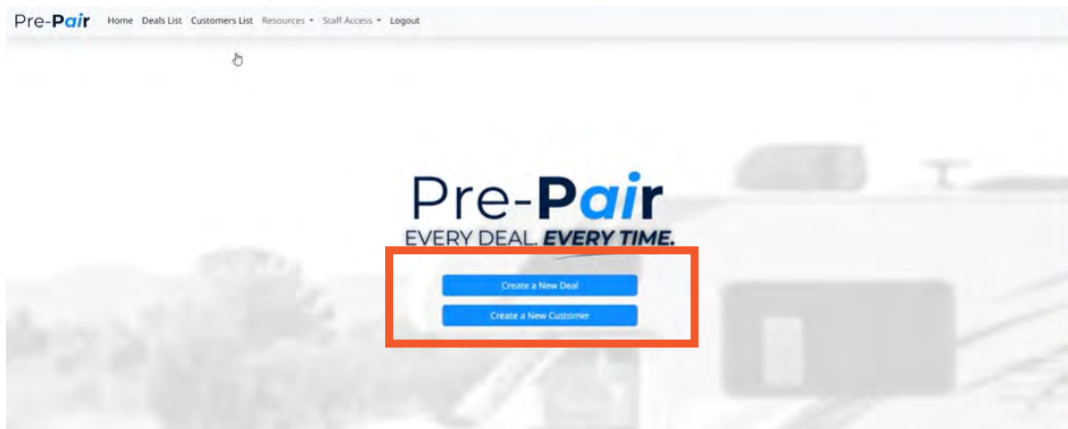 Pre-Pair Home Deals List Customers List Resources Staff Access Logout
Pre-Pair
EVERY DEAL. EVERY TIME.
Create a New Deal
Create a New Customer